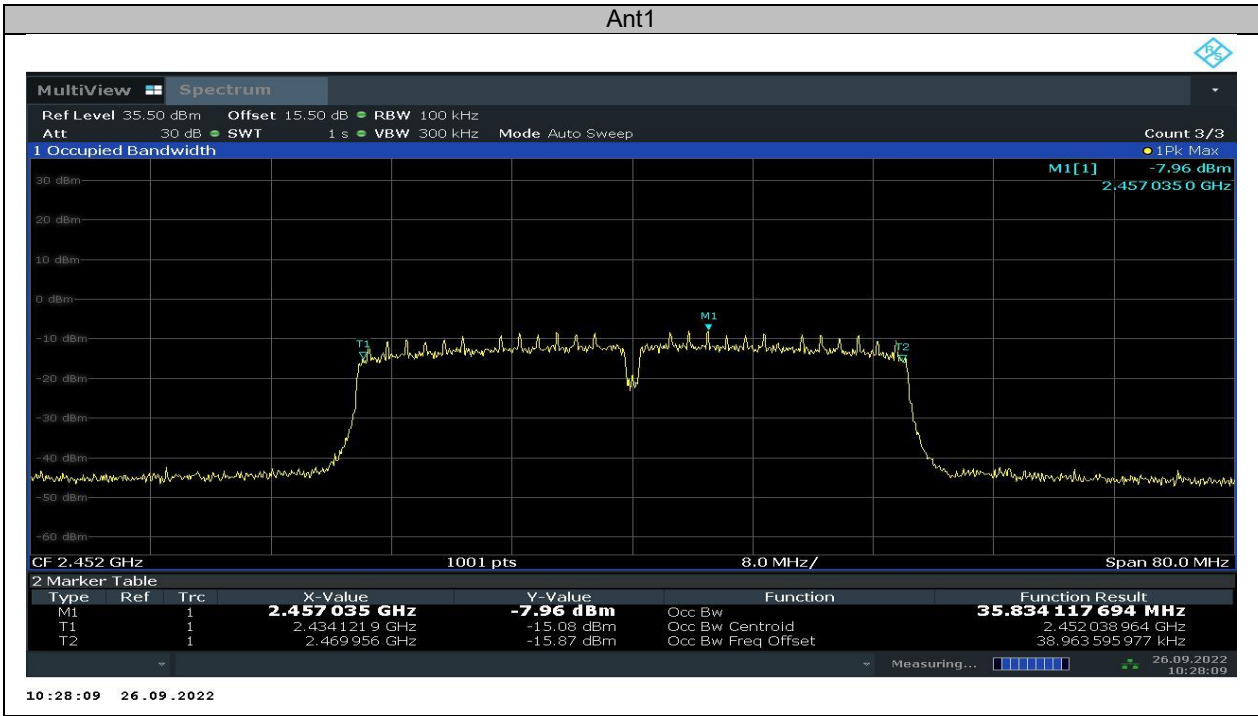 Ant1
R&S
MultiView Spectrum
Ref Level 35.50 dBm Offset 15.50 dB RBW 100 kHz
Att 30 dB SWT 1 s VBW 300 kHz Mode Auto Sweep Count 3/3
1 Occupied Bandwidth 1Pk Max
M1[1] -7.96 dBm
2.457 035 0 GHz
30 dBm
20 dBm
10 dBm
0 dBm
M1
-10 dBm
T1
T2
-20 dBm
-30 dBm
-40 dBm
-50 dBm
-60 dBm
CF 2.452 GHz 1001 pts 8.0 MHz/ Span 80.0 MHz
2 Marker Table
Type Ref Trc X-Value Y-Value Function Function Result
M1 1 2.457 035 GHz -7.96 dBm Occ Bw 35.834 117 694 MHz
T1 1 2.434 121 9 GHz -15.08 dBm Occ Bw Centroid 2.452 038 964 GHz
T2 1 2.469 956 GHz -15.87 dBm Occ Bw Freq Offset 38.963 595 977 kHz
Measuring... 26.09.2022
10:28:09
10:28:09 26.09.2022